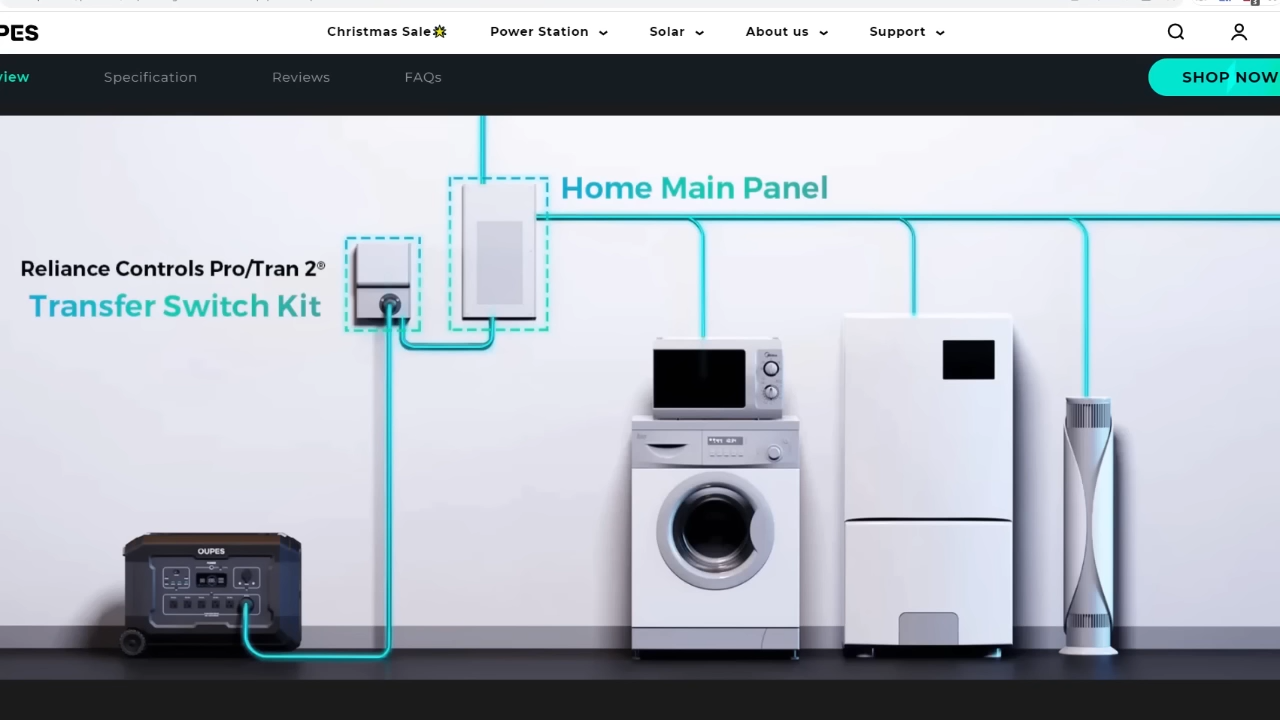 PES
Christmas Sale
Power Station
Solar
About us
Support
view
Specification
Reviews
FAQs
SHOP NOW
Home Main Panel
Reliance Controls Pro/Tran 2®
Transfer Switch Kit
OUPES